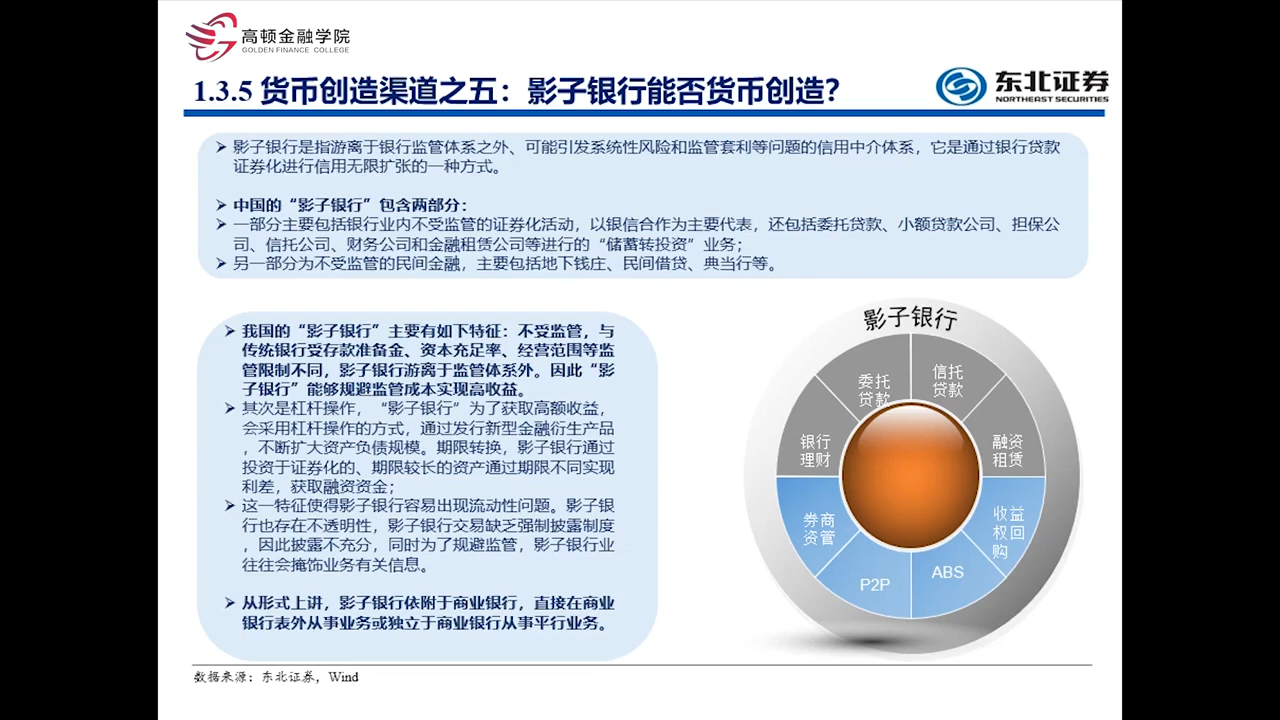 高顿金融学院
GOLDEN FINANCE COLLEGE
1.3.5 货币创造渠道之五：影子银行能否货币创造？
东北证券
NORTHEAST SECURITIES
➢ 影子银行是指游离于银行监管体系之外、可能引发系统性风险和监管套利等问题的信用中介体系，它是通过银行贷款
证券化进行信用无限扩张的一种方式。
➢ 中国的“影子银行”包含两部分：
➢ 一部分主要包括银行业内不受监管的证券化活动，以银信合作为主要代表，还包括委托贷款、小额贷款公司、担保公
司、信托公司、财务公司和金融租赁公司等进行的“储蓄转投资”业务；
➢ 另一部分为不受监管的民间金融，主要包括地下钱庄、民间借贷、典当行等。
➢ 我国的“影子银行”主要有如下特征：不受监管，与
传统银行受存款准备金、资本充足率、经营范围等监
管限制不同，影子银行游离于监管体系外。因此“影
子银行”能够规避监管成本实现高收益。
➢ 其次是杠杆操作，“影子银行”为了获取高额收益，
会采用杠杆操作的方式，通过发行新型金融衍生产品
，不断扩大资产负债规模。期限转换，影子银行通过
投资于证券化的、期限较长的资产通过期限不同实现
利差，获取融资资金；
➢ 这一特征使得影子银行容易出现流动性问题。影子银
行也存在不透明性，影子银行交易缺乏强制披露制度
，因此披露不充分，同时为了规避监管，影子银行业
往往会掩饰业务有关信息。
➢ 从形式上讲，影子银行依附于商业银行，直接在商业
银行表外从事业务或独立于商业银行从事平行业务。
影子银行
委托
贷款
信托
贷款
银行
理财
融资
租赁
券商
资管
收益
权回
购
P2P
ABS
数据来源：东北证券，Wind